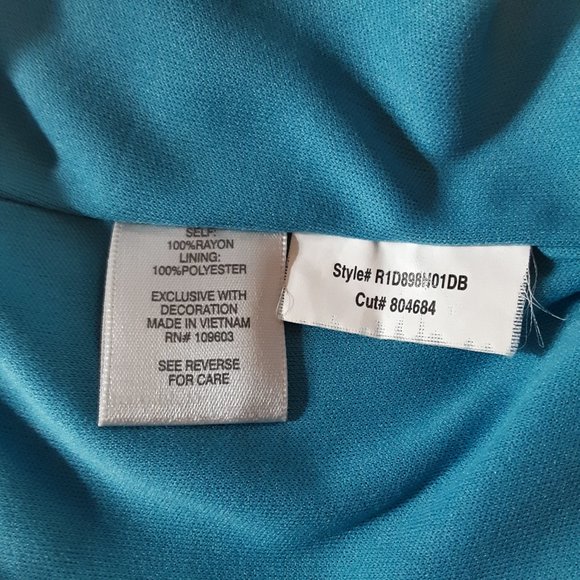 SELF:
100%RAYON
LINING:
100%POLYESTER
EXCLUSIVE WITH
DECORATION
MADE IN VIETNAM
RN# 109603
SEE REVERSE
FOR CARE
Style# R1D898N01DB
Cut# 804684